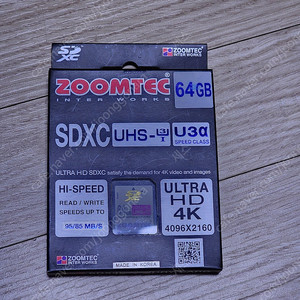 SD XC
ZOOMTEC
INTER WORKS
ZOOMTEC
INTER WORKS
64GB
SDXC UHS-I U3α
SPEED CLASS
ULTRA HD SDXC satisfy the demand for 4K video and images
HI-SPEED
READ / WRITE
SPEEDS UP TO
95/85 MB/S
ULTRA
HD
4K
4096X2160
ZOOMTEC
INTER WORKS
MADE IN KOREA